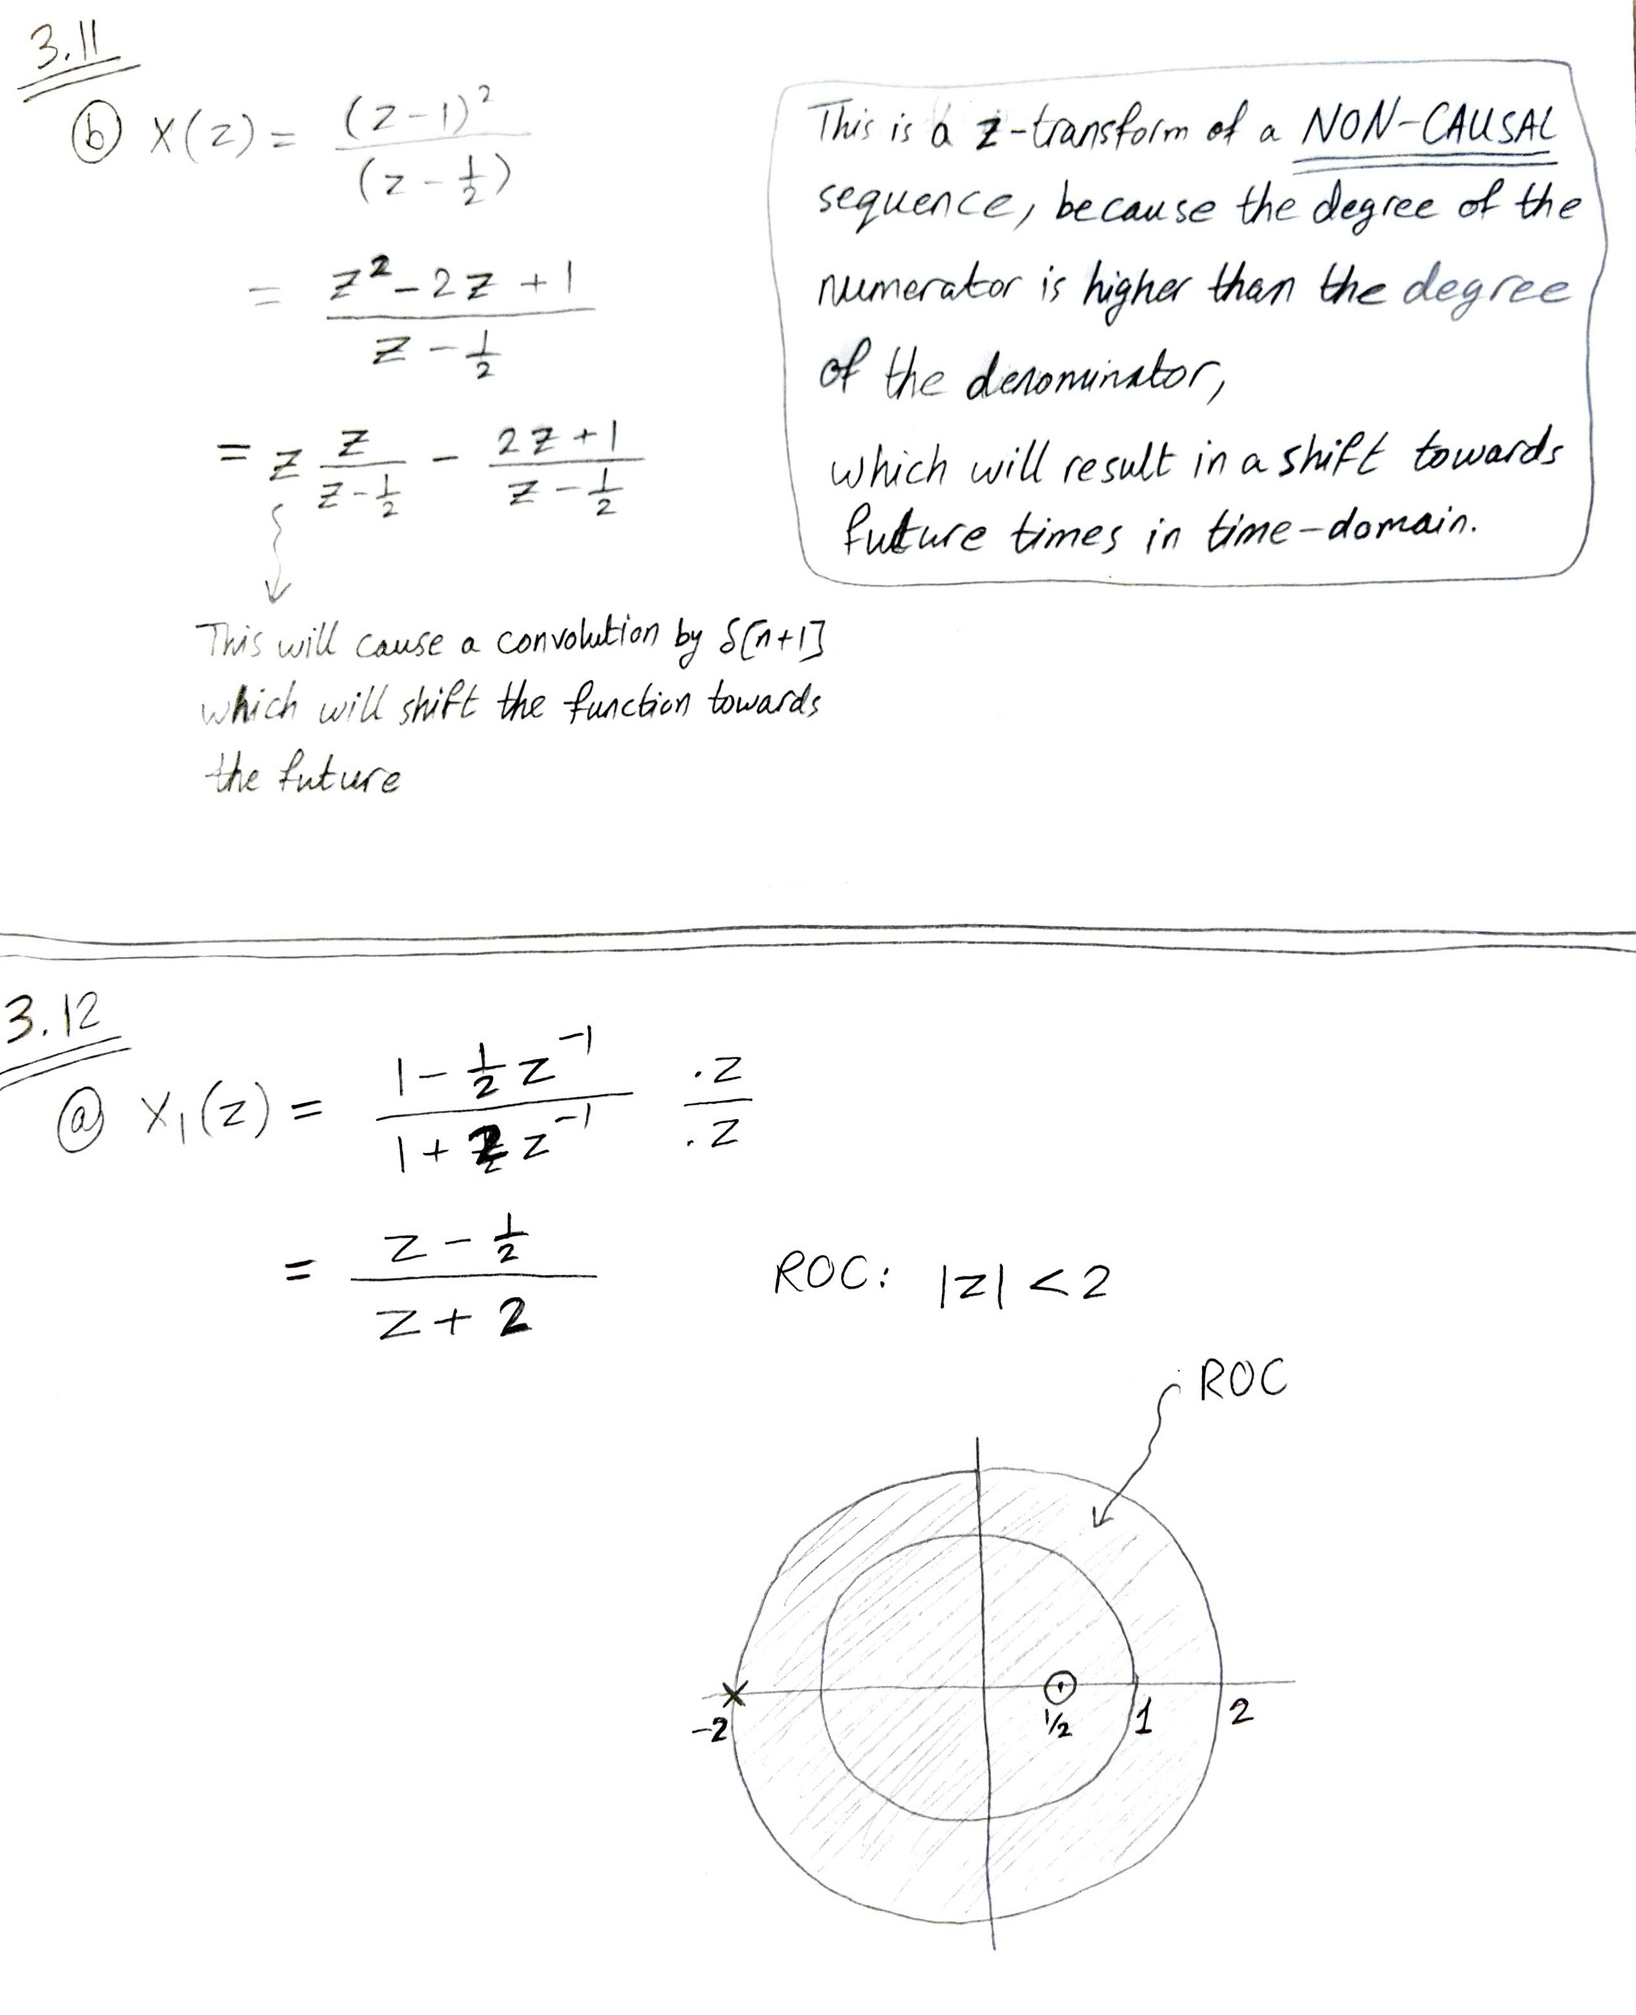 3.11
ⓑ X(z) = (z-1)² / (z - 1/2)
= z² - 2z + 1 / z - 1/2
= z z / z - 1/2 - 2z + 1 / z - 1/2
This will cause a convolution by δ[n+1]
which will shift the function towards
the future
This is a z-transform of a NON-CAUSAL
sequence, because the degree of the
numerator is higher than the degree
of the denominator,
which will result in a shift towards
future times in time-domain.
3.12
ⓐ X₁(z) = 1 - 1/2 z⁻¹ / 1 + 2 z⁻¹ .z / .z
= z - 1/2 / z + 2
ROC: |z| < 2
ROC
-2
1/2
1
2